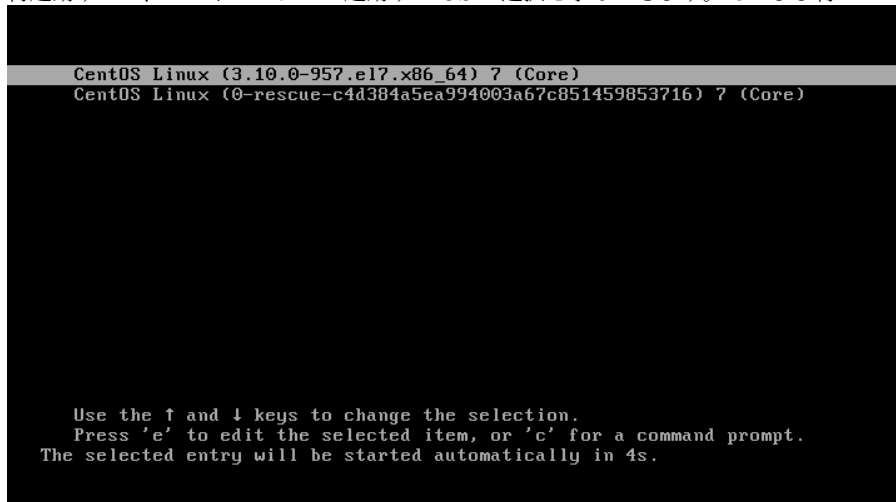 CentOS Linux (3.10.0-957.el7.x86_64) 7 (Core)
CentOS Linux (0-rescue-c4d384a5ea994003a67c851459853716) 7 (Core)
Use the ↑ and ↓ keys to change the selection.
Press 'e' to edit the selected item, or 'c' for a command prompt.
The selected entry will be started automatically in 4s.